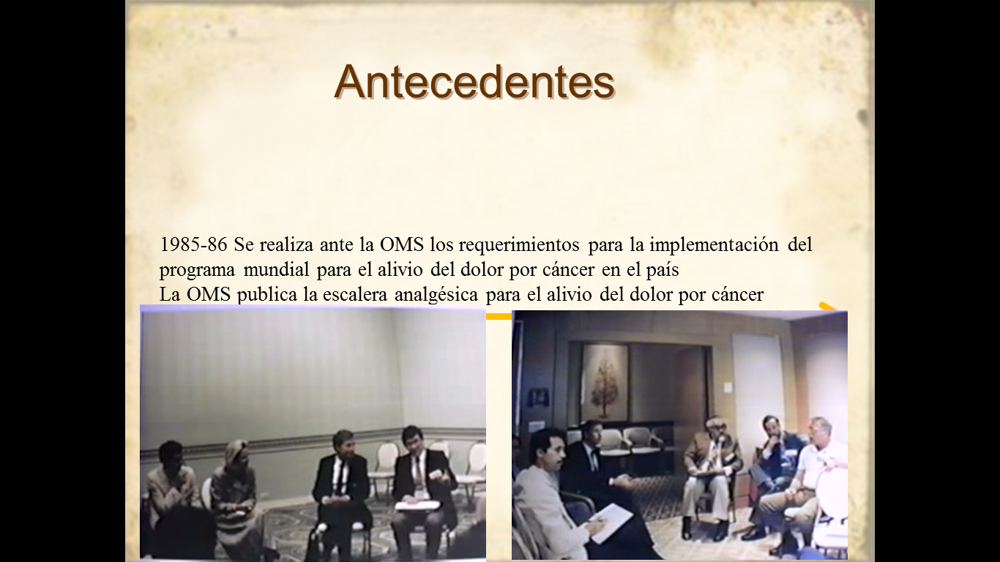 Antecedentes
1985-86 Se realiza ante la OMS los requerimientos para la implementación del
programa mundial para el alivio del dolor por cáncer en el país
La OMS publica la escalera analgésica para el alivio del dolor por cáncer